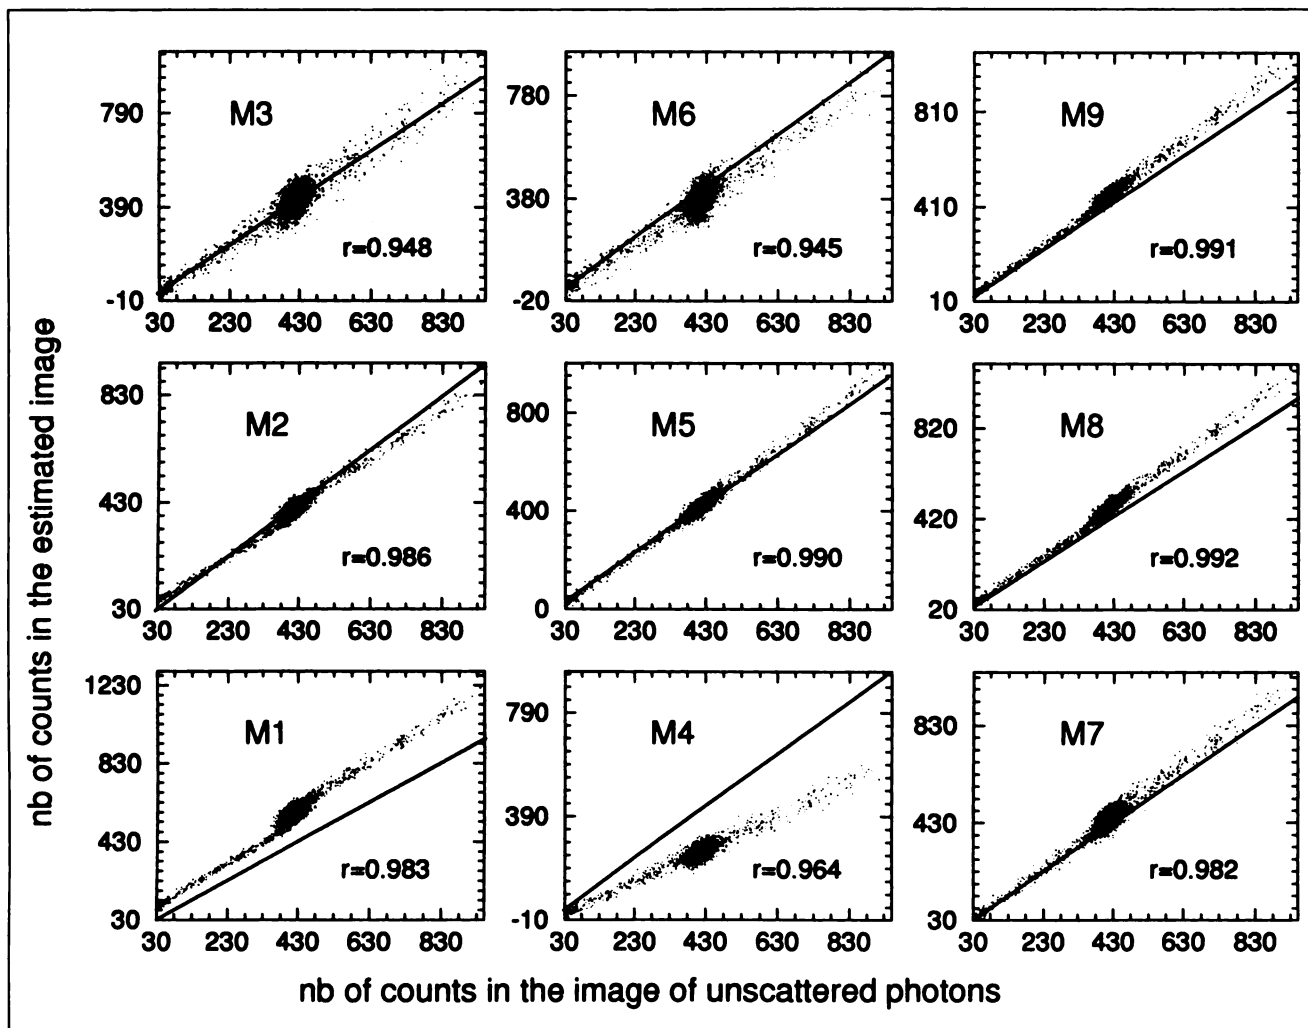 nb of counts in the estimated image
M3
790
390
-10
r=0.948
30 230 430 630 830
M6
780
380
-20
r=0.945
30 230 430 630 830
M9
810
410
10
r=0.991
30 230 430 630 830
M2
830
430
30
r=0.986
30 230 430 630 830
M5
800
400
0
r=0.990
30 230 430 630 830
M8
820
420
20
r=0.992
30 230 430 630 830
M1
1230
830
430
30
r=0.983
30 230 430 630 830
M4
790
390
-10
r=0.964
30 230 430 630 830
M7
830
430
30
r=0.982
30 230 430 630 830
nb of counts in the image of unscattered photons